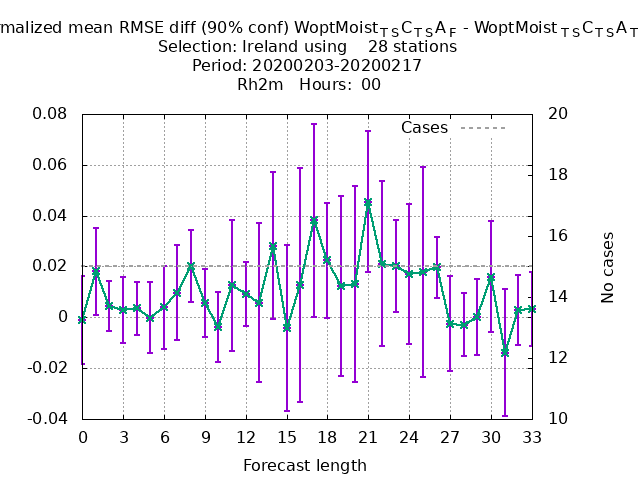 rmalized mean RMSE diff (90% conf) WoptMoist_TS C_TS A_F - WoptMoist_TS C_TS A_T
Selection: Ireland using 28 stations
Period: 20200203-20200217
Rh2m Hours: 00
0.08
0.06
0.04
0.02
0
-0.02
-0.04
Cases
20
18
16
14
12
10
No cases
0 3 6 9 12 15 18 21 24 27 30 33
Forecast length